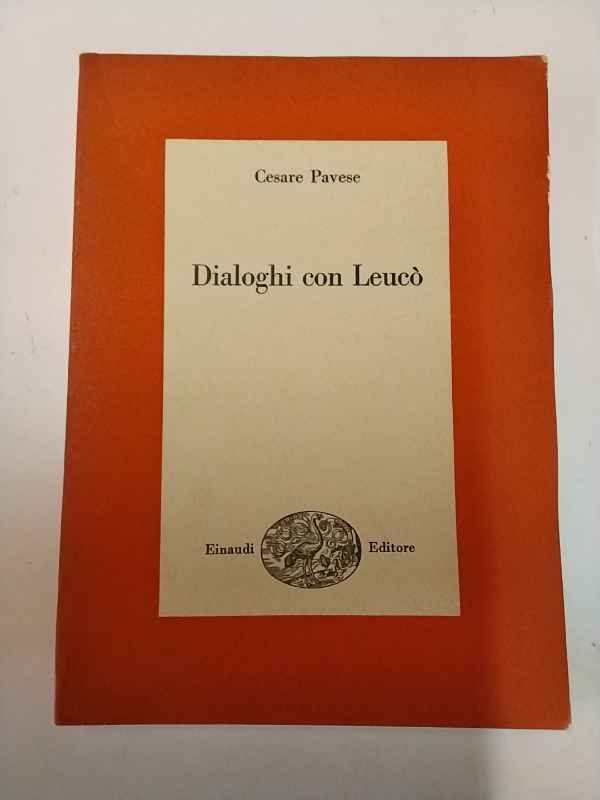 Cesare Pavese
Dialoghi con Leucò
Einaudi Editore